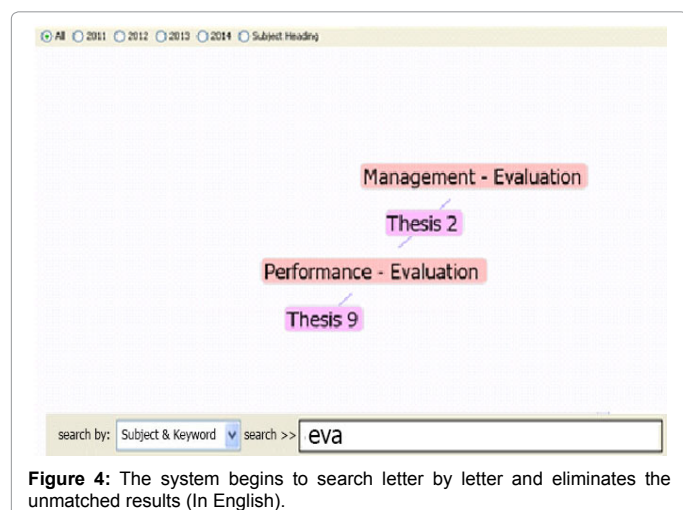 All 2011 2012 2013 2014 Subject Heading
Management - Evaluation
Thesis 2
Performance - Evaluation
Thesis 9
search by: Subject & Keyword search >> eva
Figure 4: The system begins to search letter by letter and eliminates the
unmatched results (In English).